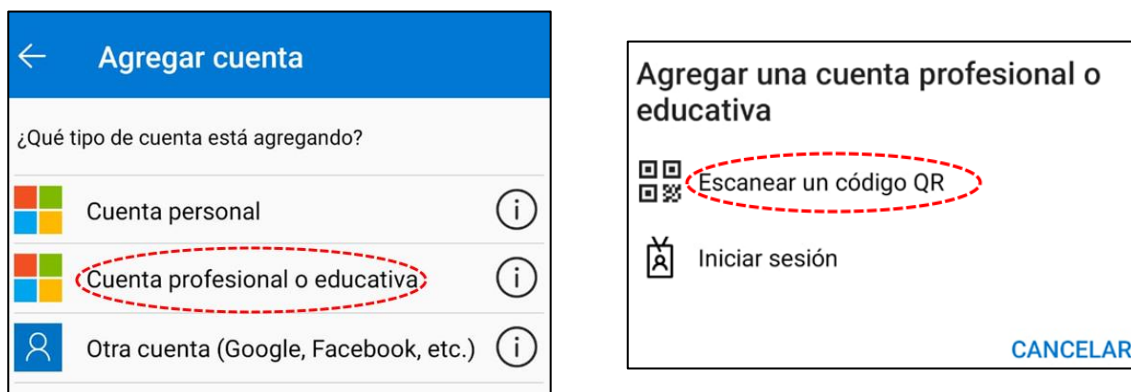 Agregar cuenta
¿Qué tipo de cuenta está agregando?
Cuenta personal
Cuenta profesional o educativa
Otra cuenta (Google, Facebook, etc.)
Agregar una cuenta profesional o
educativa
Escanear un código QR
Iniciar sesión
CANCELAR